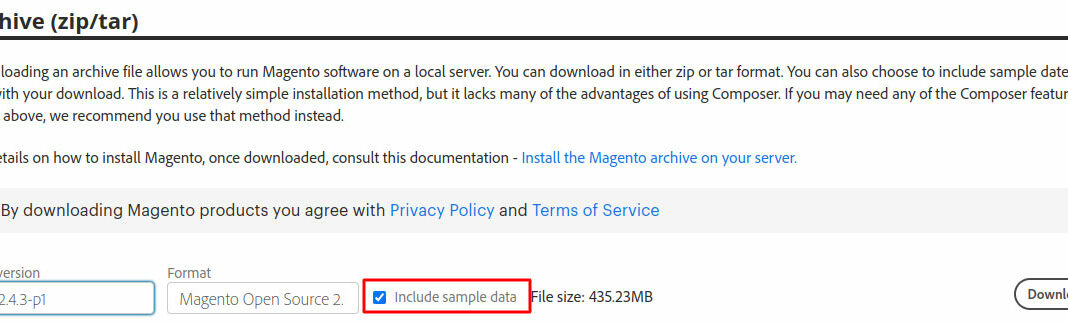 hive (zip/tar)
loading an archive file allows you to run Magento software on a local server. You can download in either zip or tar format. You can also choose to include sample date
with your download. This is a relatively simple installation method, but it lacks many of the advantages of using Composer. If you may need any of the Composer featur
above, we recommend you use that method instead.
etails on how to install Magento, once downloaded, consult this documentation - Install the Magento archive on your server.
By downloading Magento products you agree with Privacy Policy and Terms of Service
version Format
2.4.3-p1 Magento Open Source 2. Include sample data File size: 435.23MB Downlo